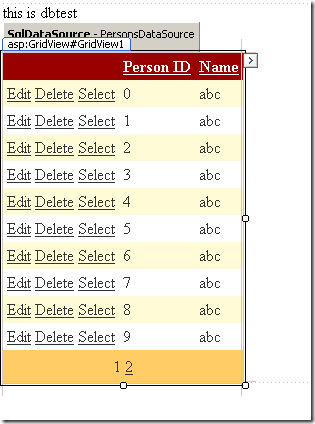 this is dbtest
SqlDataSource - PersonsDataSource
asp:GridView#GridView1
Person ID Name
Edit Delete Select 0 abc
Edit Delete Select 1 abc
Edit Delete Select 2 abc
Edit Delete Select 3 abc
Edit Delete Select 4 abc
Edit Delete Select 5 abc
Edit Delete Select 6 abc
Edit Delete Select 7 abc
Edit Delete Select 8 abc
Edit Delete Select 9 abc
1 2